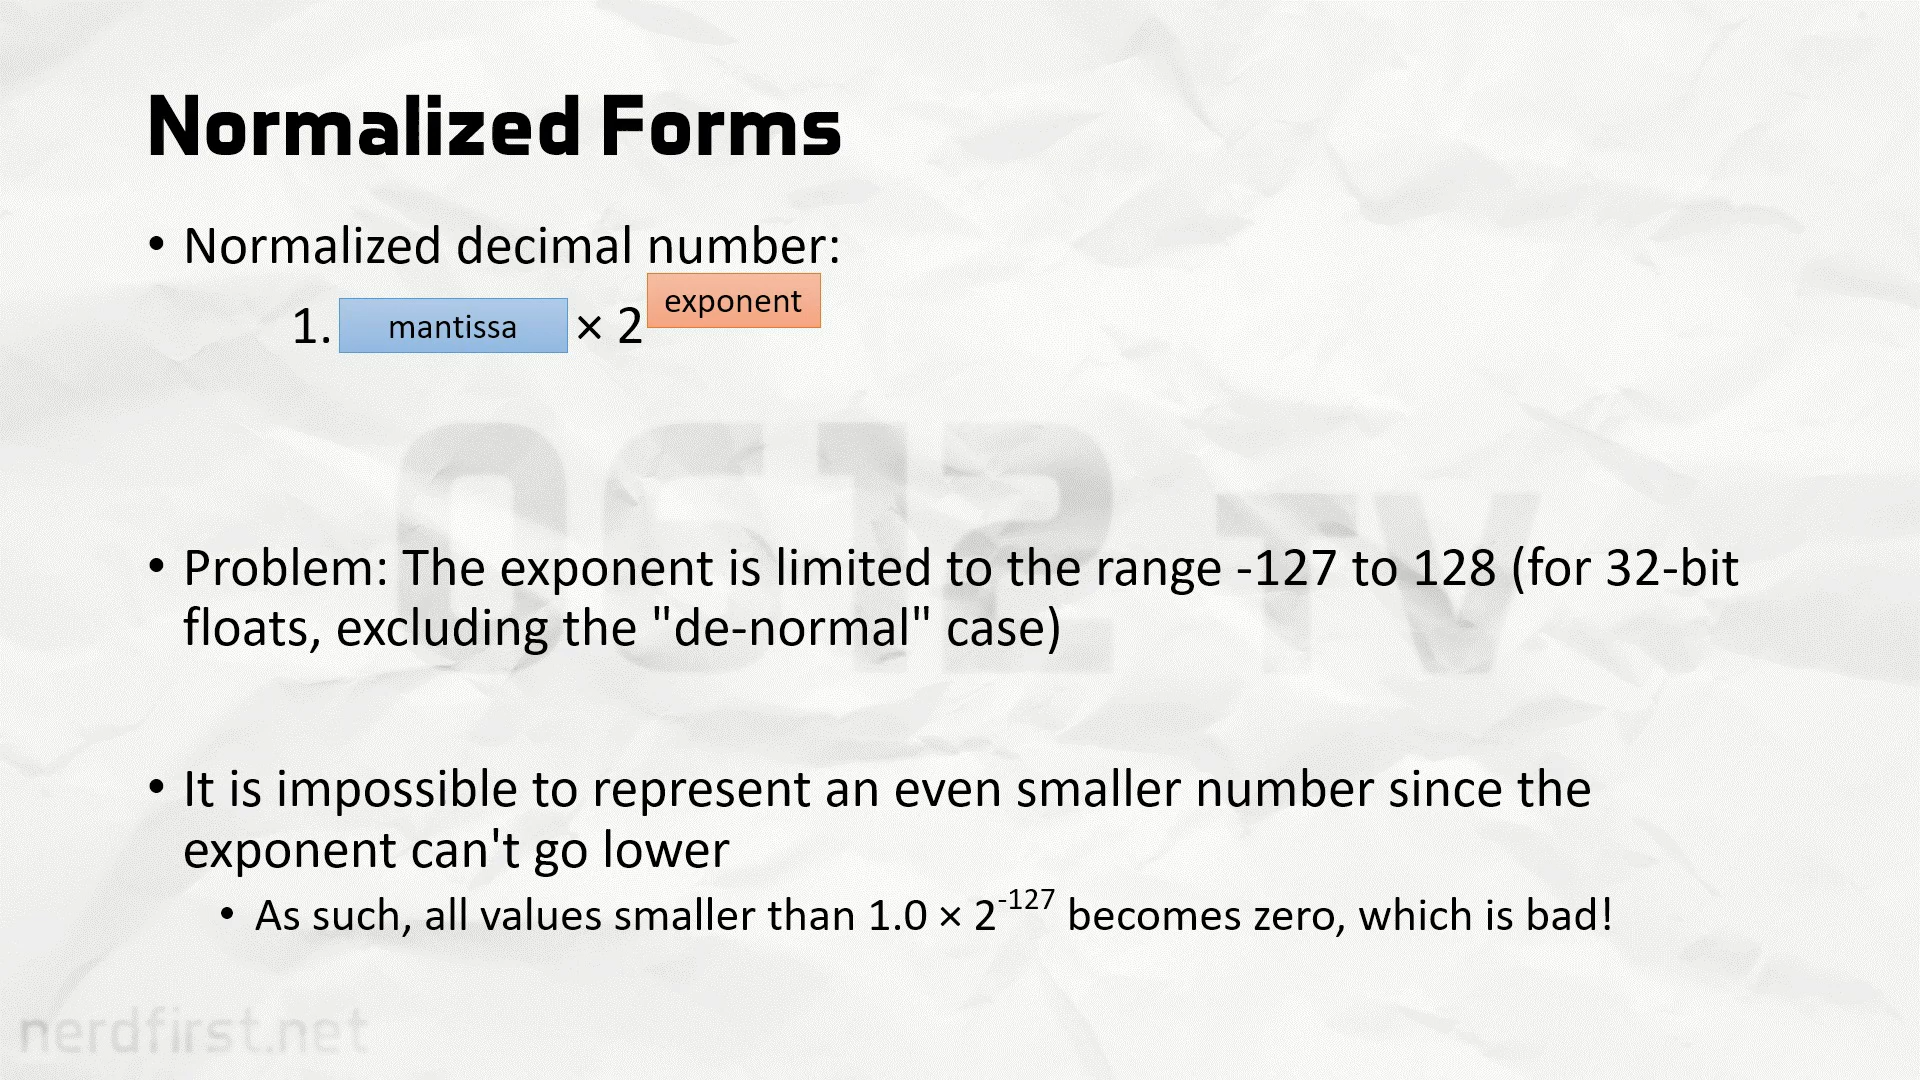 Normalized Forms
• Normalized decimal number:
1. mantissa × 2^exponent
0612 TV
• Problem: The exponent is limited to the range -127 to 128 (for 32-bit
floats, excluding the "de-normal" case)
• It is impossible to represent an even smaller number since the
exponent can't go lower
• As such, all values smaller than 1.0 × 2^-127 becomes zero, which is bad!
nerdfirst.net